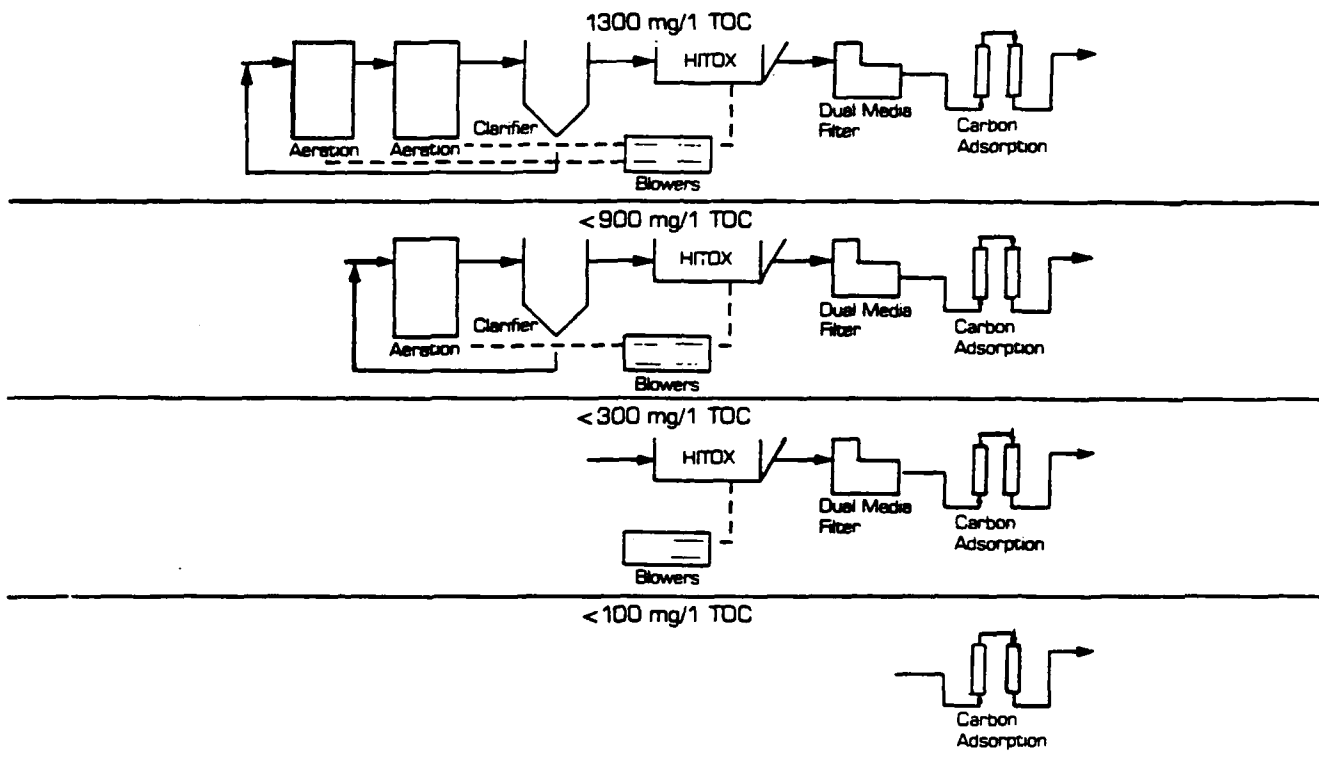 1300 mg/1 TOC
HITOX
Clarifier
Dual Media
Filter
Carbon
Adsorption
Aeration
Aeration
Blowers
<900 mg/1 TOC
HITOX
Clarifier
Dual Media
Filter
Carbon
Adsorption
Aeration
Blowers
<300 mg/1 TOC
HITOX
Dual Media
Filter
Carbon
Adsorption
Blowers
<100 mg/1 TOC
Carbon
Adsorption